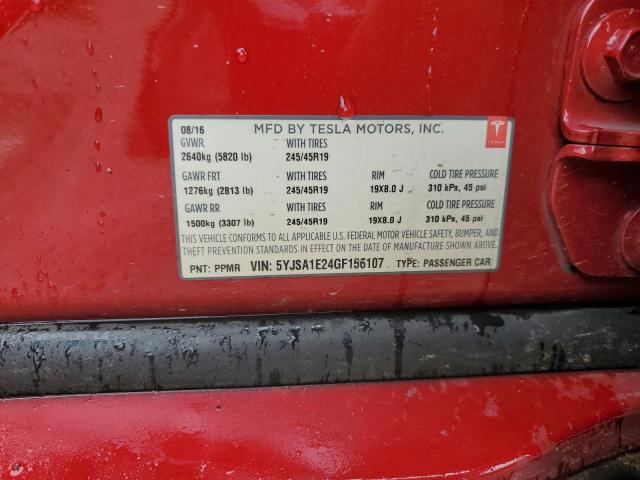 08/16 MFD BY TESLA MOTORS, INC.
GVWR WITH TIRES
2640kg (5820 lb) 245/45R19
GAWR FRT WITH TIRES RIM COLD TIRE PRESSURE
1276kg (2813 lb) 245/45R19 19X8.0 J 310 kPa, 45 psi
GAWR RR WITH TIRES RIM COLD TIRE PRESSURE
1500kg (3307 lb) 245/45R19 19X8.0 J 310 kPa, 45 psi
THIS VEHICLE CONFORMS TO ALL APPLICABLE U.S. FEDERAL MOTOR VEHICLE SAFETY, BUMPER, AND
THEFT PREVENTION STANDARDS IN EFFECT ON THE DATE OF MANUFACTURE SHOWN ABOVE.
PNT: PPMR VIN: 5YJSA1E24GF156107 TYPE: PASSENGER CAR
TESLA